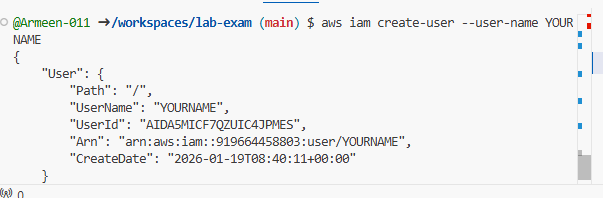 @Armeen-011 ➜/workspaces/lab-exam (main) $ aws iam create-user --user-name YOUR
NAME
{
    "User": {
        "Path": "/",
        "UserName": "YOURNAME",
        "UserId": "AIDA5MICF7QZUIC4JPMES",
        "Arn": "arn:aws:iam::919664458803:user/YOURNAME",
        "CreateDate": "2026-01-19T08:40:11+00:00"
    }
0